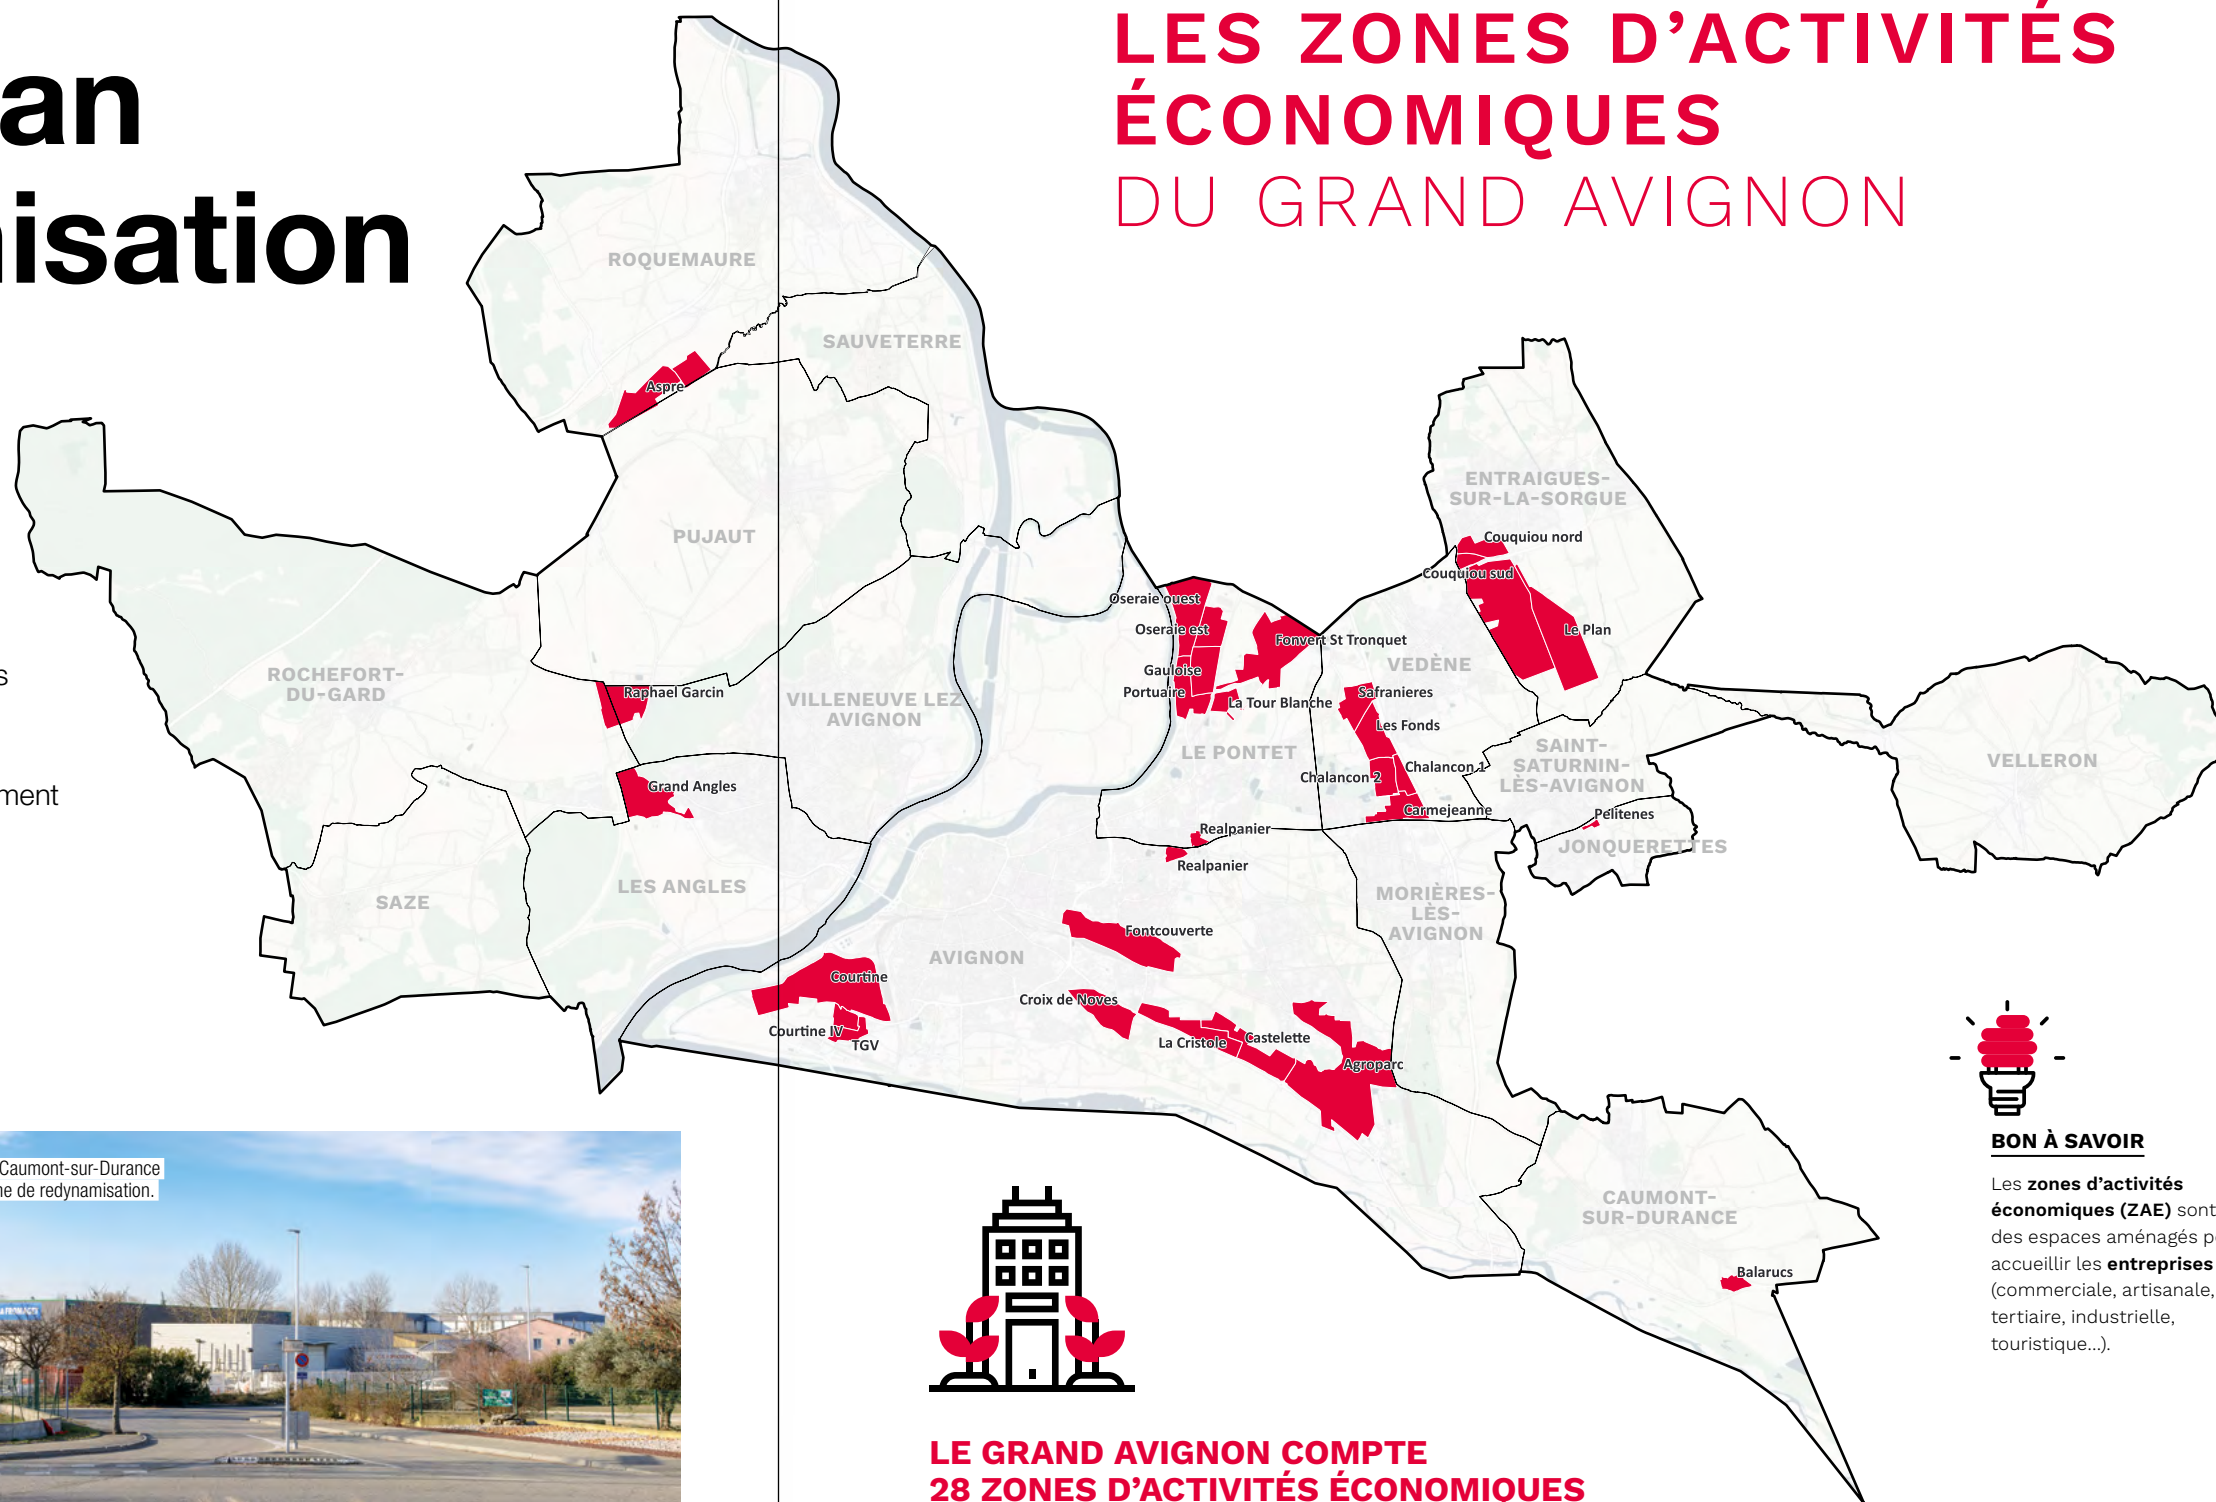 an
isation
s
ment
LES ZONES D'ACTIVITÉS
ÉCONOMIQUES
DU GRAND AVIGNON
ROQUEMAURE
SAUVETERRE
Aspre
PUJAUT
ENTRAIGUES-
SUR-LA-SORGUE
Couquiou nord
Couquiou sud
Le Plan
Oseraie ouest
Oseraie est
Fonvert St Tronquet
Gauloise
Portuaire
La Tour Blanche
VEDÈNE
Safranieres
Les Fonds
ROCHEFORT-
DU-GARD
Raphael Garcin
VILLENEUVE LEZ
AVIGNON
LE PONTET
Chalancon 2
Chalancon 1
Carmejeanne
SAINT-
SATURNIN-
LÈS-AVIGNON
VELLERON
Grand Angles
Pelitenes
JONQUERETTES
Realpanier
Realpanier
LES ANGLES
SAZE
MORIÈRES-
LÈS-
AVIGNON
Fontcouverte
AVIGNON
Courtine
Courtine IV
TGV
Croix de Noves
La Cristole
Castelette
Agroparc
CAUMONT-
SUR-DURANCE
Balarucs
Caumont-sur-Durance
ne de redynamisation.
LE GRAND AVIGNON COMPTE
28 ZONES D'ACTIVITÉS ÉCONOMIQUES
BON À SAVOIR
Les zones d'activités
économiques (ZAE) sont
des espaces aménagés p
accueillir les entreprises
(commerciale, artisanale,
tertiaire, industrielle,
touristique...).